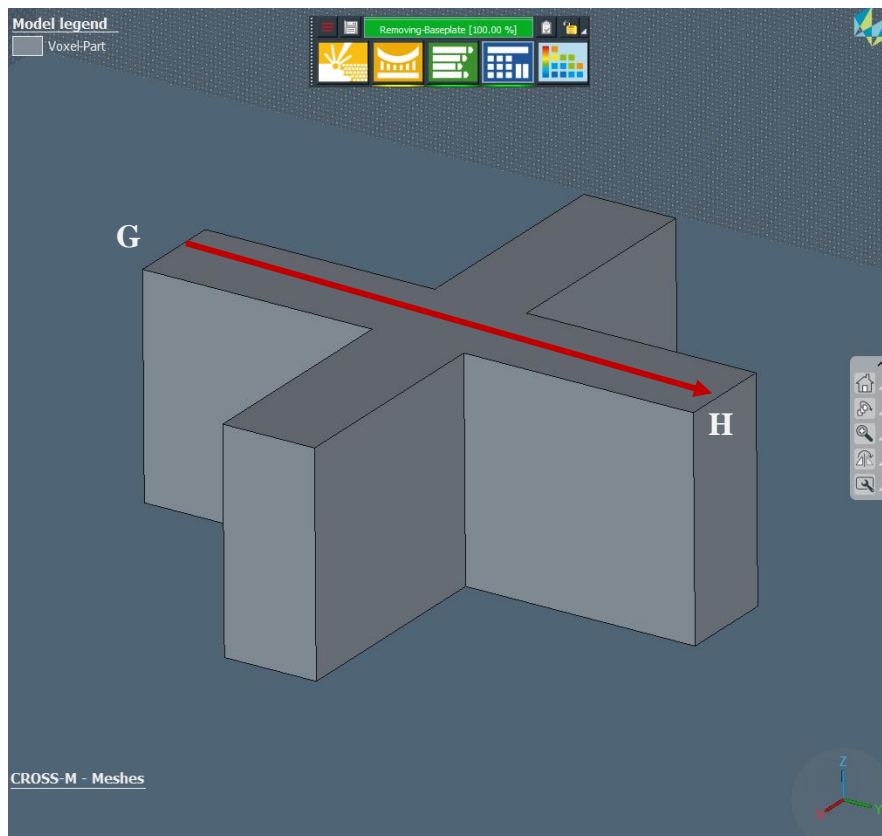 Model legend
Voxel-Part
Removing-Baseplate [100.00 %]
G
H
CROSS-M - Meshes
Z
X
Y